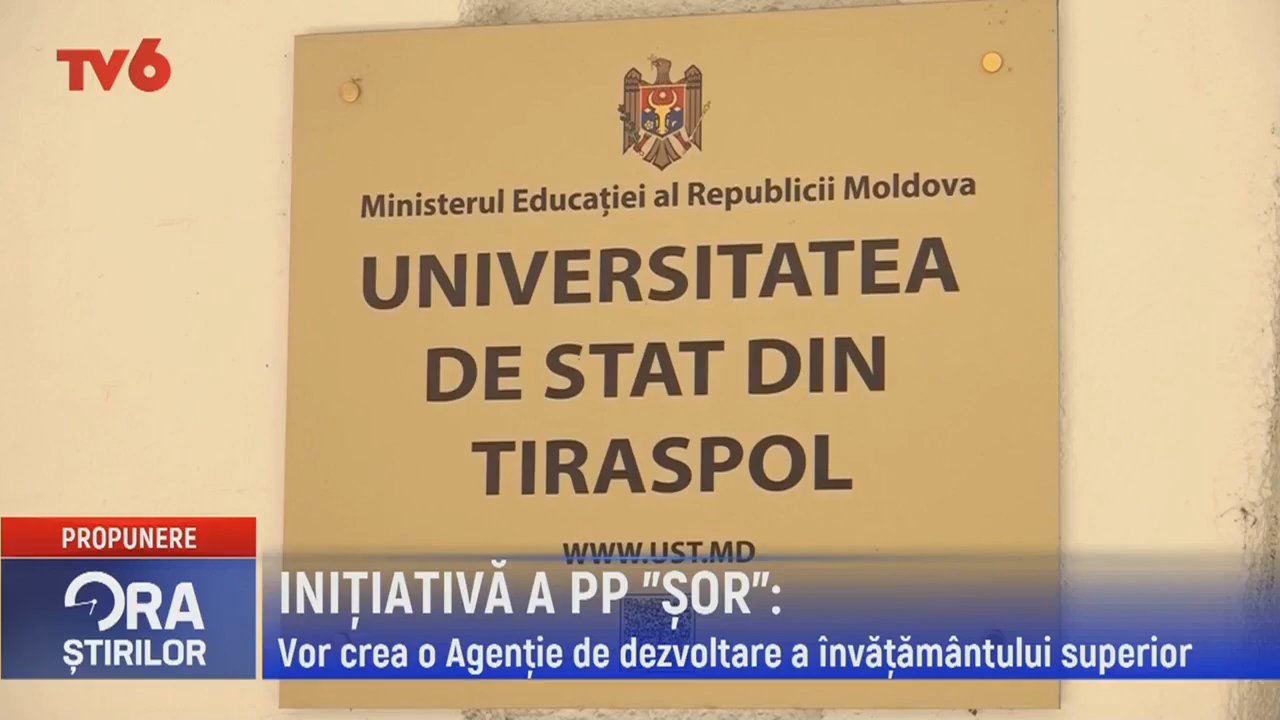 TV6
Ministerul Educației al Republicii Moldova
UNIVERSITATEA
DE STAT DIN
TIRASPOL
WWW.UST.MD
PROPUNERE
ORA
ȘTIRILOR
INIȚIATIVĂ A PP "ȘOR":
Vor crea o Agenție de dezvoltare a învățământului superior